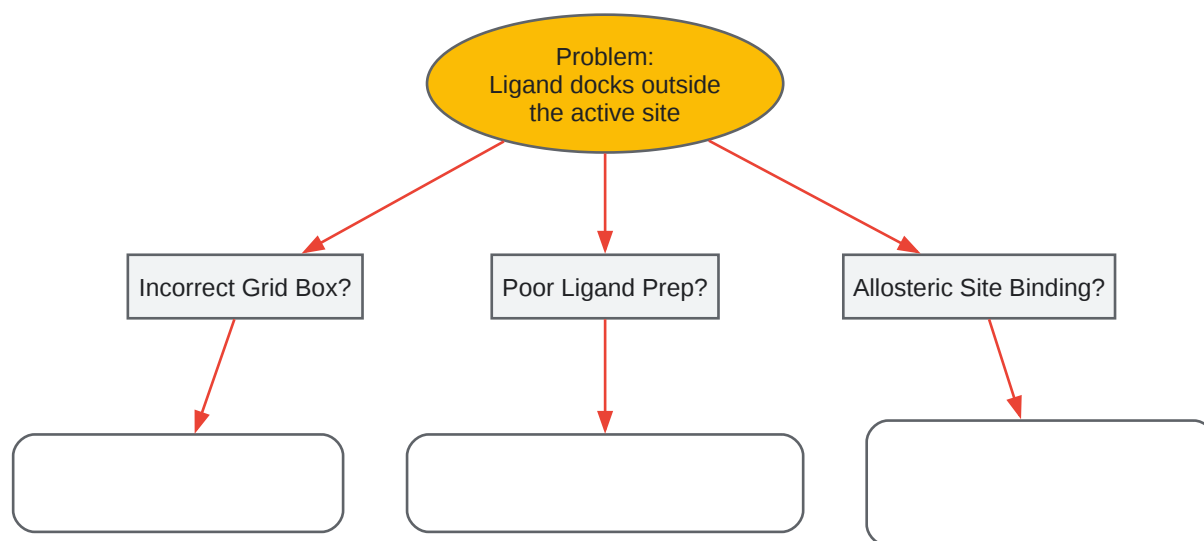 Problem:
Ligand docks outside
the active site
Incorrect Grid Box?
Poor Ligand Prep?
Allosteric Site Binding?